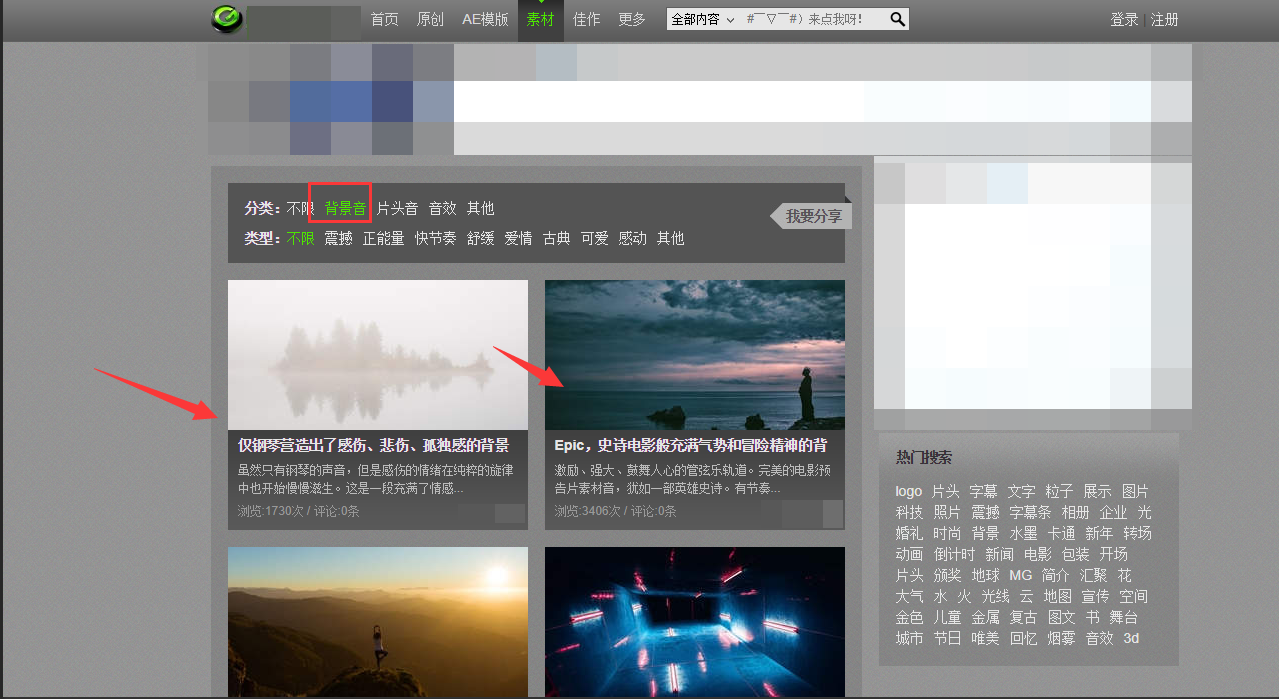 首页 原创 AE模版 素材 佳作 更多 全部内容 #￣▽￣#）来点我呀！ 登录 | 注册
分类： 不限 背景音 片头音 音效 其他
我要分享
类型： 不限 震撼 正能量 快节奏 舒缓 爱情 古典 可爱 感动 其他
仅钢琴营造出了感伤、悲伤、孤独感的背景
虽然只有钢琴的声音，但是感伤的情绪在纯粹的旋律
中也开始慢慢滋生。这是一段充满了情感...
浏览:1730次 / 评论:0条
Epic，史诗电影般充满气势和冒险精神的背
激励、强大、鼓舞人心的管弦乐轨道。完美的电影预
告片素材音，犹如一部英雄史诗。有节奏...
浏览:3406次 / 评论:0条
热门搜索
logo 片头 字幕 文字 粒子 展示 图片
科技 照片 震撼 字幕条 相册 企业 光
婚礼 时尚 背景 水墨 卡通 新年 转场
动画 倒计时 新闻 电影 包装 开场
片头 颁奖 地球 MG 简介 汇聚 花
大气 水 火 光线 云 地图 宣传 空间
金色 儿童 金属 复古 图文 书 舞台
城市 节日 唯美 回忆 烟雾 音效 3d